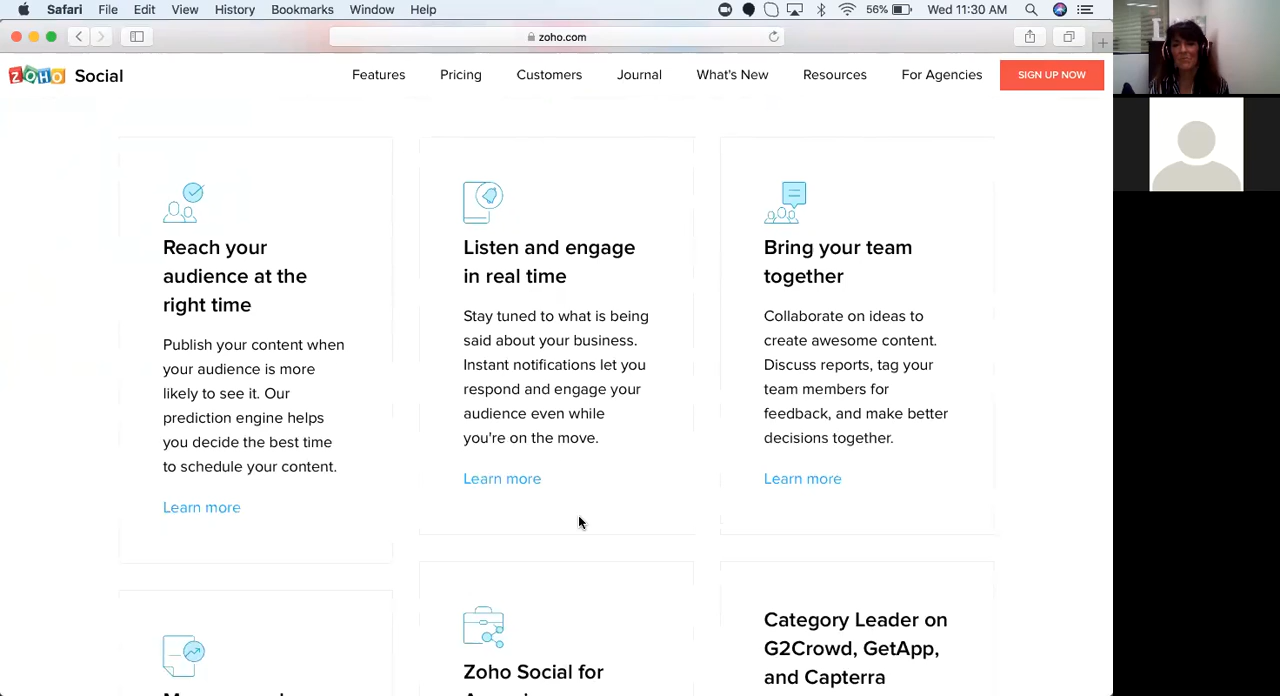 Safari File Edit View History Bookmarks Window Help 56% Wed 11:30 AM
zoho.com
ZOHO Social Features Pricing Customers Journal What's New Resources For Agencies SIGN UP NOW
Reach your
audience at the
right time
Publish your content when
your audience is more
likely to see it. Our
prediction engine helps
you decide the best time
to schedule your content.
Learn more
Listen and engage
in real time
Stay tuned to what is being
said about your business.
Instant notifications let you
respond and engage your
audience even while
you're on the move.
Learn more
Bring your team
together
Collaborate on ideas to
create awesome content.
Discuss reports, tag your
team members for
feedback, and make better
decisions together.
Learn more
Zoho Social for
Category Leader on
G2Crowd, GetApp,
and Capterra